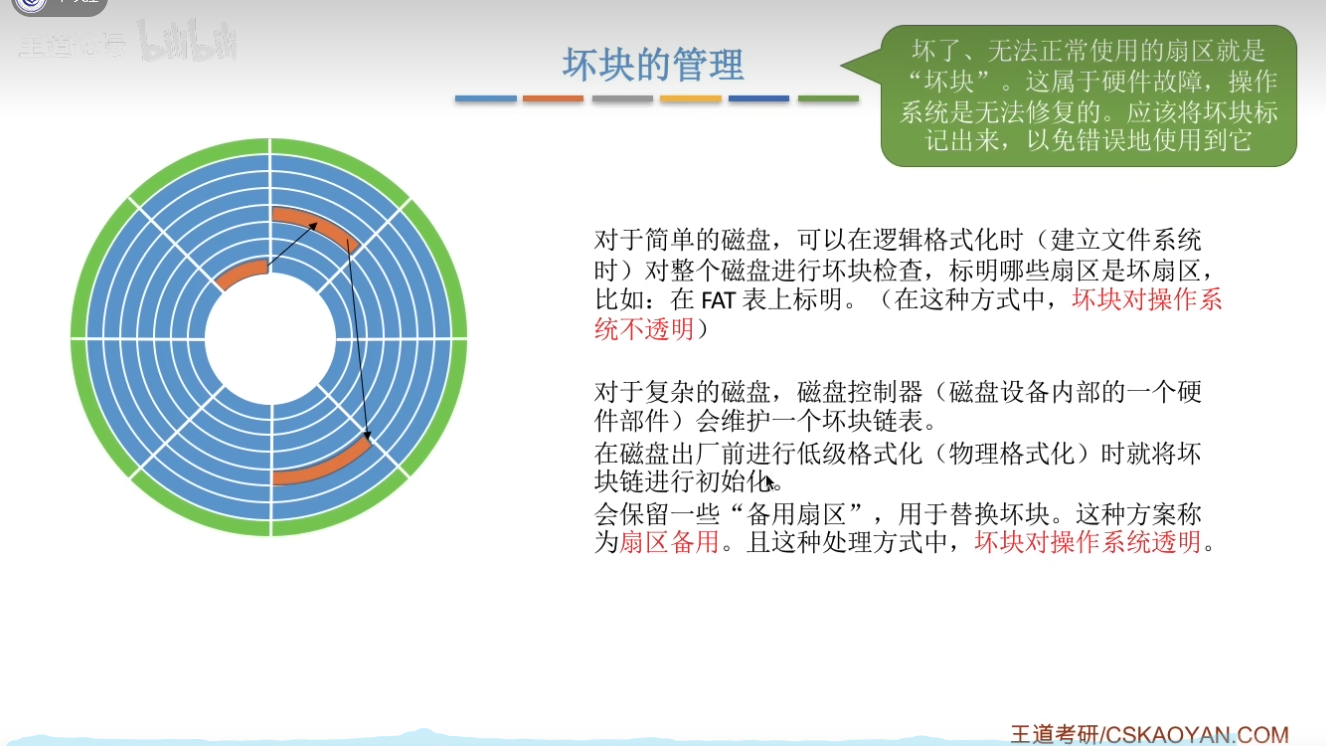 王道论坛 bilibili
坏块的管理
坏了、无法正常使用的扇区就是
“坏块”。这属于硬件故障，操作
系统是无法修复的。应该将坏块标
记出来，以免错误地使用到它
对于简单的磁盘，可以在逻辑格式化时（建立文件系统
时）对整个磁盘进行坏块检查，标明哪些扇区是坏扇区，
比如：在 FAT 表上标明。（在这种方式中，坏块对操作系
统不透明）
对于复杂的磁盘，磁盘控制器（磁盘设备内部的一个硬
件部件）会维护一个坏块链表。
在磁盘出厂前进行低级格式化（物理格式化）时就将坏
块链进行初始化。
会保留一些“备用扇区”，用于替换坏块。这种方案称
为扇区备用。且这种处理方式中，坏块对操作系统透明。
王道考研/CSKAOYAN.COM